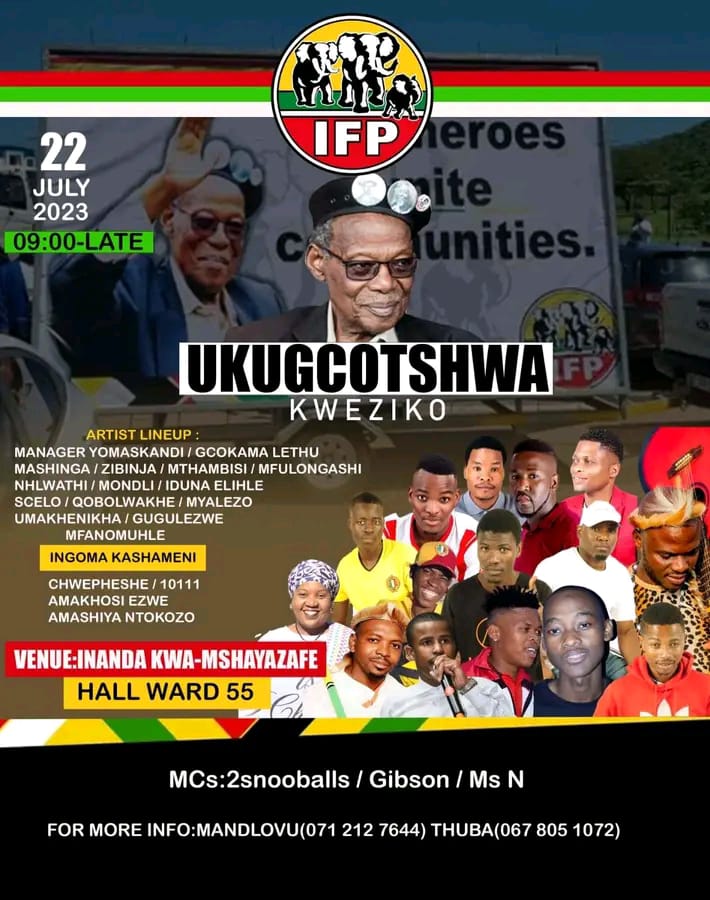 IFP
heroes
nite
c unities.
22
JULY
2023
09:00-LATE
IFP
UKUGCOTSHWA
KWEZIKO
ARTIST LINEUP :
MANAGER YOMASKANDI / GCOKAMA LETHU
MASHINGA / ZIBINJA / MTHAMBISI / MFULONGASHI
NHLWATHI / MONDLI / IDUNA ELIHLE
SCELO / QOBOLWAKHE / MYALEZO
UMAKHENIKHA / GUGULEZWE
MFANOMUHLE
INGOMA KASHAMENI
CHWEPHESHE / 10111
AMAKHOSI EZWE
AMASHIYA NTOKOZO
VENUE:INANDA KWA-MSHAYAZAFE
HALL WARD 55
MCs:2snooballs / Gibson / Ms N
FOR MORE INFO:MANDLOVU(071 212 7644) THUBA(067 805 1072)